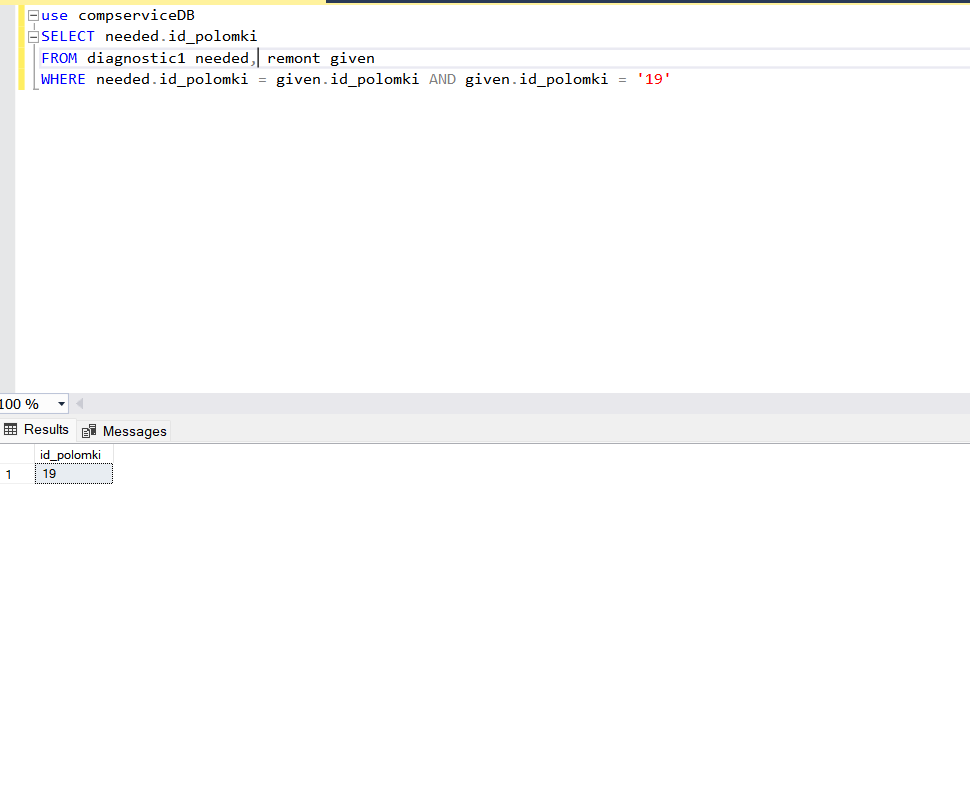 use compserviceDB
SELECT needed.id_polomki
FROM diagnostic1 needed, remont given
WHERE needed.id_polomki = given.id_polomki AND given.id_polomki = '19'
100 %
Results Messages
id_polomki
1 19